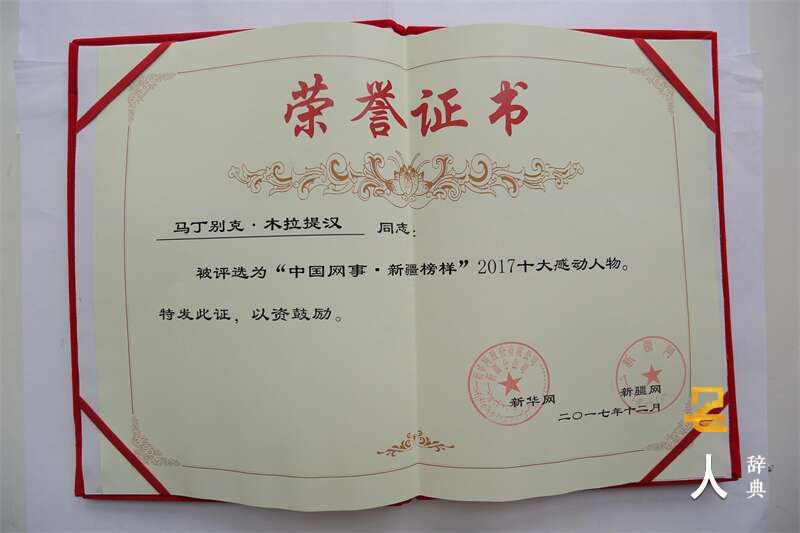 荣誉证书
马丁别克·木拉提汉 同志:
被评选为“中国网事·新疆榜样”2017十大感动人物。
特发此证，以资鼓励。
新华网 新疆网
二〇一七年十二月
名
人
辞典